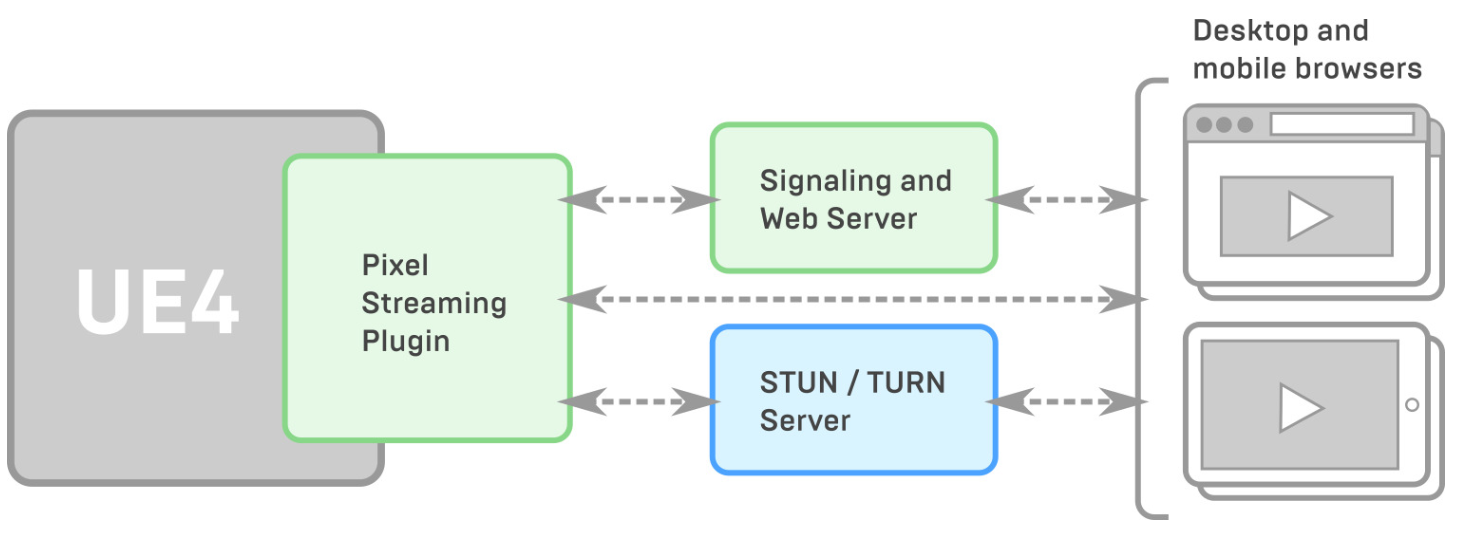 UE4
Pixel
Streaming
Plugin
Signaling and
Web Server
STUN / TURN
Server
Desktop and
mobile browsers